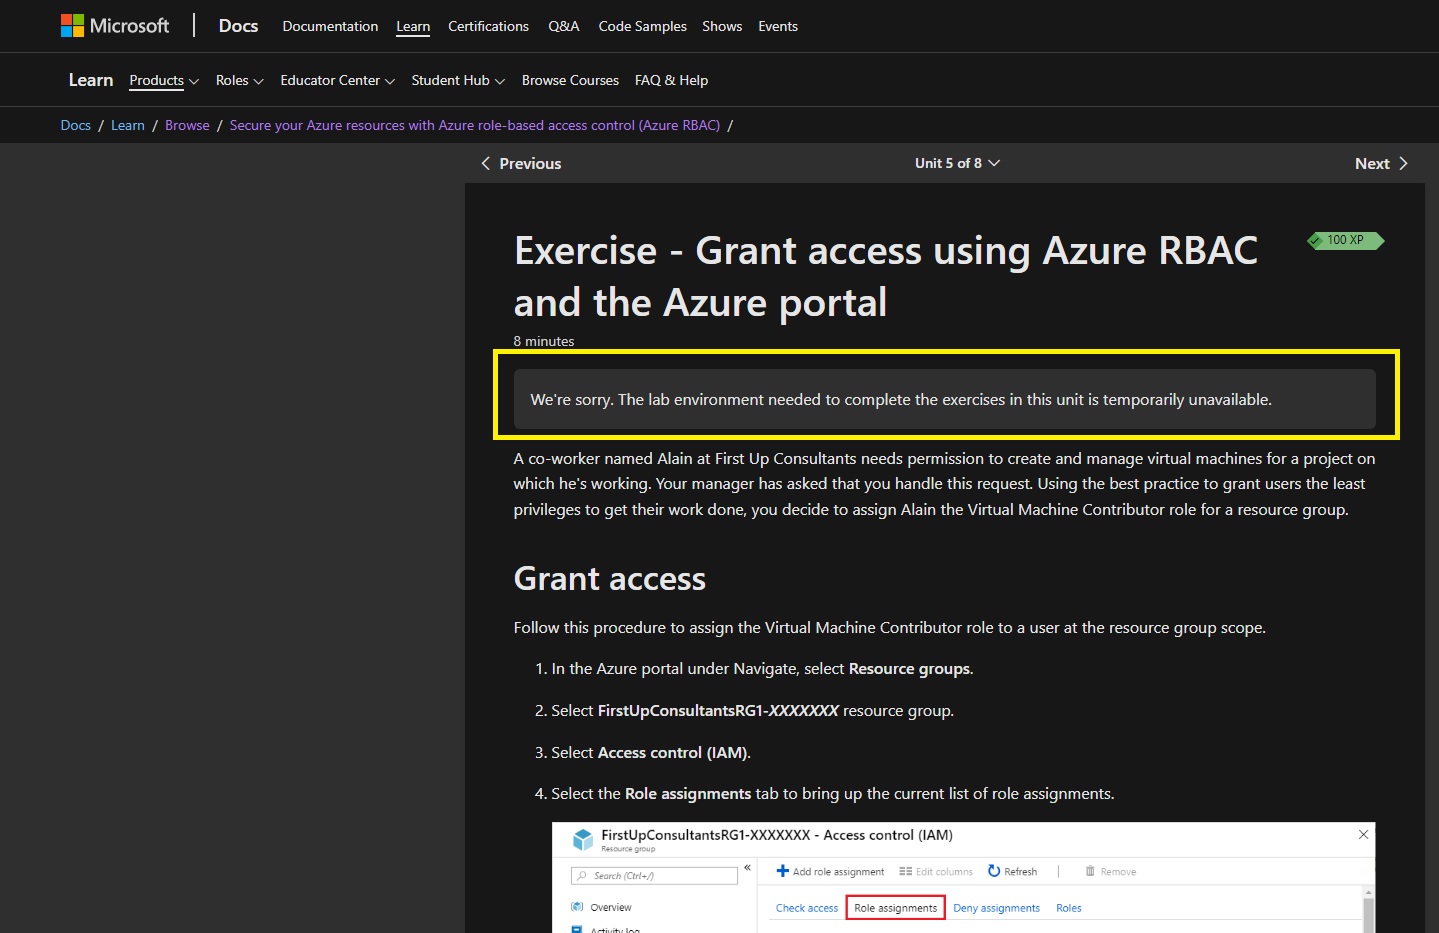 Microsoft
Docs Documentation Learn Certifications Q&A Code Samples Shows Events
Learn Products Roles Educator Center Student Hub Browse Courses FAQ & Help
Docs / Learn / Browse / Secure your Azure resources with Azure role-based access control (Azure RBAC) /
Previous Unit 5 of 8 Next
Exercise - Grant access using Azure RBAC
and the Azure portal
100 XP
8 minutes
We're sorry. The lab environment needed to complete the exercises in this unit is temporarily unavailable.
A co-worker named Alain at First Up Consultants needs permission to create and manage virtual machines for a project on
which he's working. Your manager has asked that you handle this request. Using the best practice to grant users the least
privileges to get their work done, you decide to assign Alain the Virtual Machine Contributor role for a resource group.
Grant access
Follow this procedure to assign the Virtual Machine Contributor role to a user at the resource group scope.
1. In the Azure portal under Navigate, select Resource groups.
2. Select FirstUpConsultantsRG1-XXXXXXX resource group.
3. Select Access control (IAM).
4. Select the Role assignments tab to bring up the current list of role assignments.
FirstUpConsultantsRG1-XXXXXXX - Access control (IAM)
Resource group
Search (Ctrl+/) « Add role assignment Edit columns Refresh | Remove
Overview
Check access Role assignments Deny assignments Roles
Activity log